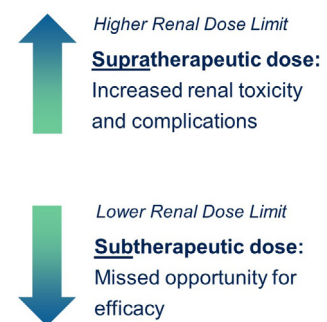 Higher Renal Dose Limit
Supratherapeutic dose:
Increased renal toxicity
and complications
Lower Renal Dose Limit
Subtherapeutic dose:
Missed opportunity for
efficacy